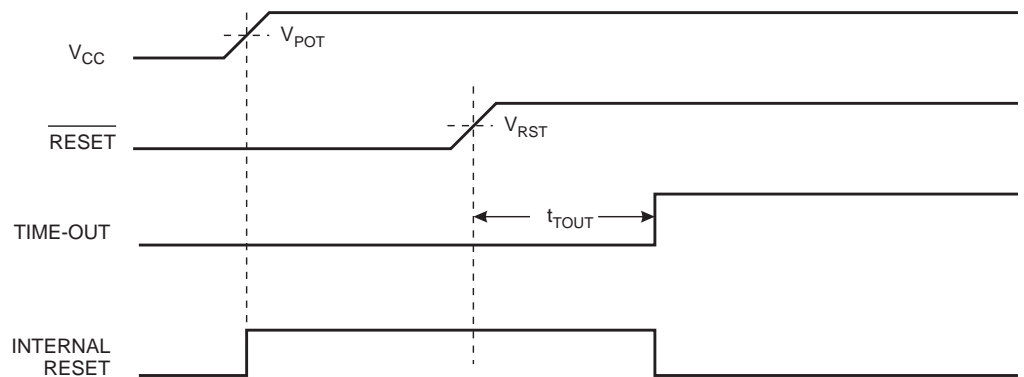 V_CC
V_POT
RESET
V_RST
TIME-OUT
t_TOUT
INTERNAL
RESET